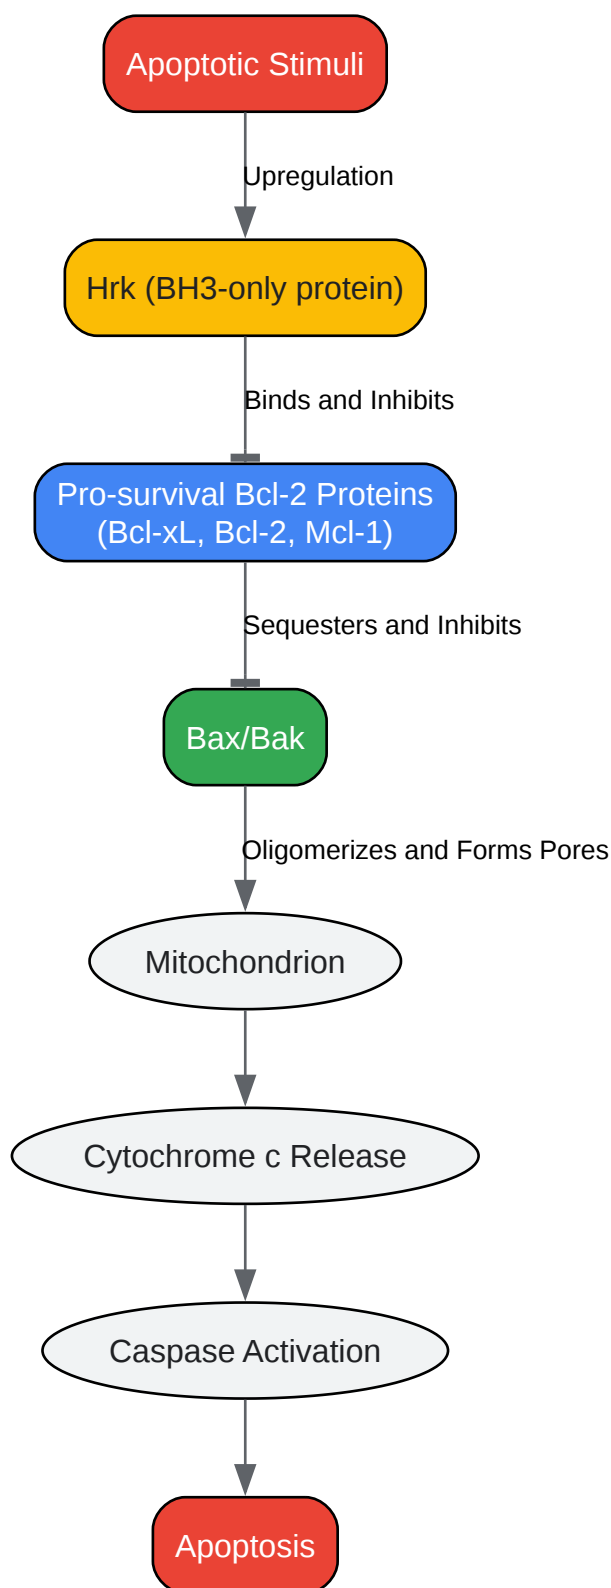 Apoptotic Stimuli
Upregulation
Hrk (BH3-only protein)
Binds and Inhibits
Pro-survival Bcl-2 Proteins
(Bcl-xL, Bcl-2, Mcl-1)
Sequesters and Inhibits
Bax/Bak
Oligomerizes and Forms Pores
Mitochondrion
Cytochrome c Release
Caspase Activation
Apoptosis